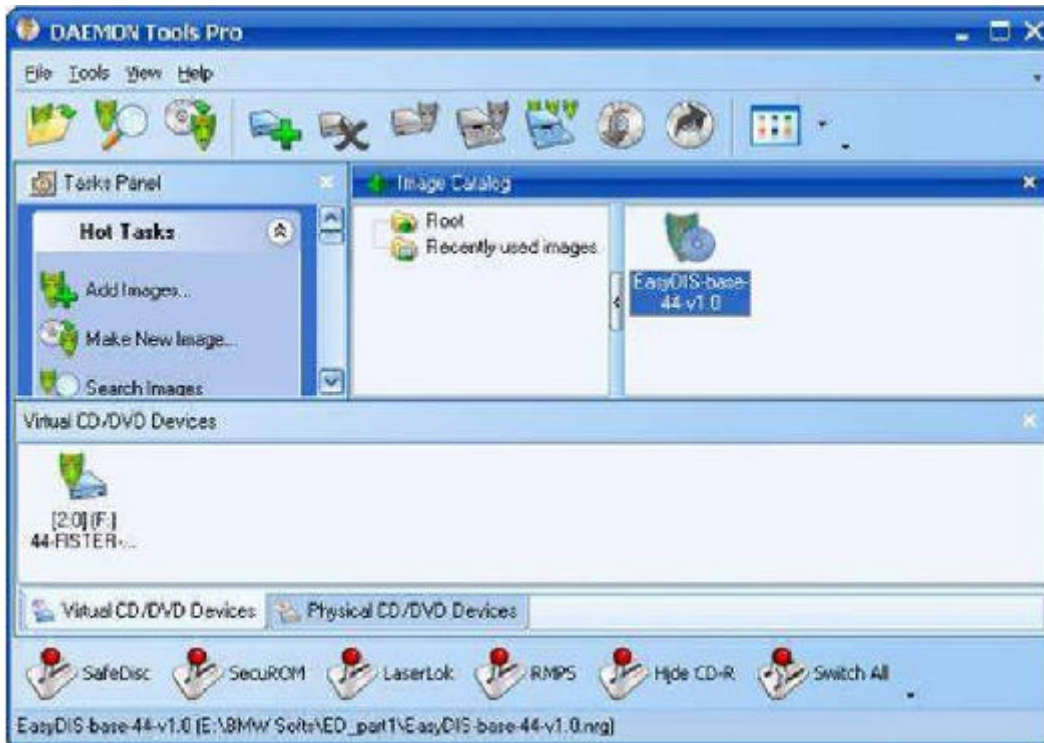 DAEMON Tools Pro
File Tools View Help
Tasks Panel
Image Catalog
Hot Tasks
Add Images...
Make New Image...
Search Images
Root
Recently used images
EasyDIS-base-
44-v1.0
Virtual CD/DVD Devices
[2:0] (F:)
44-FISTER-...
Virtual CD/DVD Devices
Physical CD/DVD Devices
SafeDisc
SecuROM
LaserLok
RMPS
Hide CD-R
Switch All
EasyDIS-base-44-v1.0 (E:\BMW Softs\ED_part1\EasyDIS-base-44-v1.0.nrg)